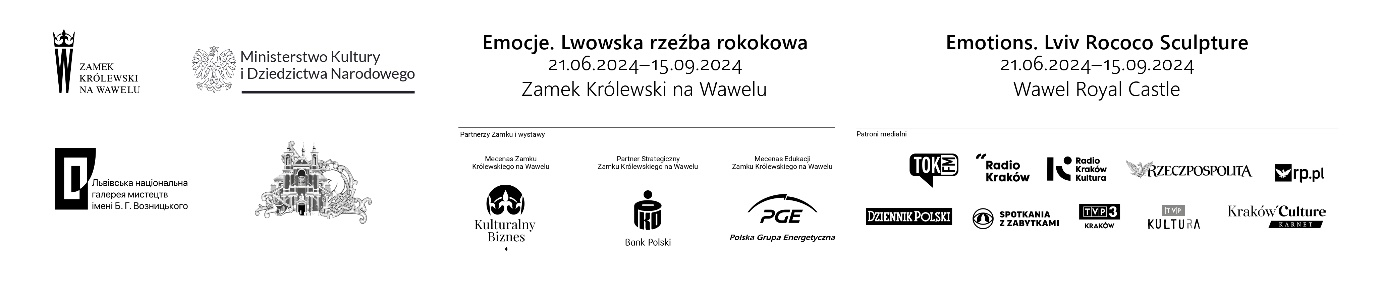 ZAMEK
KRÓLEWSKI
NA WAWELU
Ministerstwo Kultury
i Dziedzictwa Narodowego
Львівська національна
галерея мистецтв
імені Б. Г. Возницького
Emocje. Lwowska rzeźba rokokowa
21.06.2024–15.09.2024
Zamek Królewski na Wawelu
Partnerzy Zamku i wystawy
Mecenas Zamku
Królewskiego na Wawelu
Kulturalny
Biznes
Partner Strategiczny
Zamku Królewskiego na Wawelu
PKO
Bank Polski
Mecenas Edukacji
Zamku Królewskiego na Wawelu
PGE
Polska Grupa Energetyczna
Emotions. Lviv Rococo Sculpture
21.06.2024–15.09.2024
Wawel Royal Castle
Patroni medialni
TOK FM
Radio
Kraków
Radio
Kraków
Kultura
RZECZPOSPOLITA
rp.pl
DZIENNIK POLSKI
SPOTKANIA
Z ZABYTKAMI
TVP3
KRAKÓW
TVP
KULTURA
Kraków Culture
KARNET